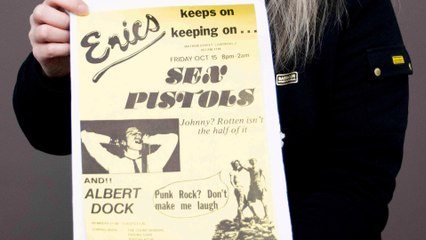 Erics
keeps on
keeping on...
FRIDAY OCT 15 8pm-2am
SEX
PISTOLS
Johnny? Rotten isn't
the half of it
AND!!
ALBERT
DOCK
Punk Rock? Don't
make me laugh